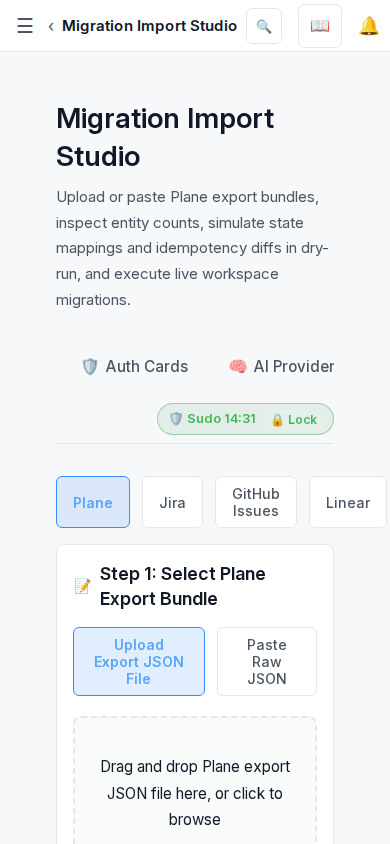 Migration Import Studio
Migration Import
Studio
Upload or paste Plane export bundles,
inspect entity counts, simulate state
mappings and idempotency diffs in dry-
run, and execute live workspace
migrations.
Auth Cards
AI Provider
Sudo 14:31
Lock
Plane
Jira
GitHub
Issues
Linear
Step 1: Select Plane
Export Bundle
Upload
Export JSON
File
Paste
Raw
JSON
Drag and drop Plane export
JSON file here, or click to
browse